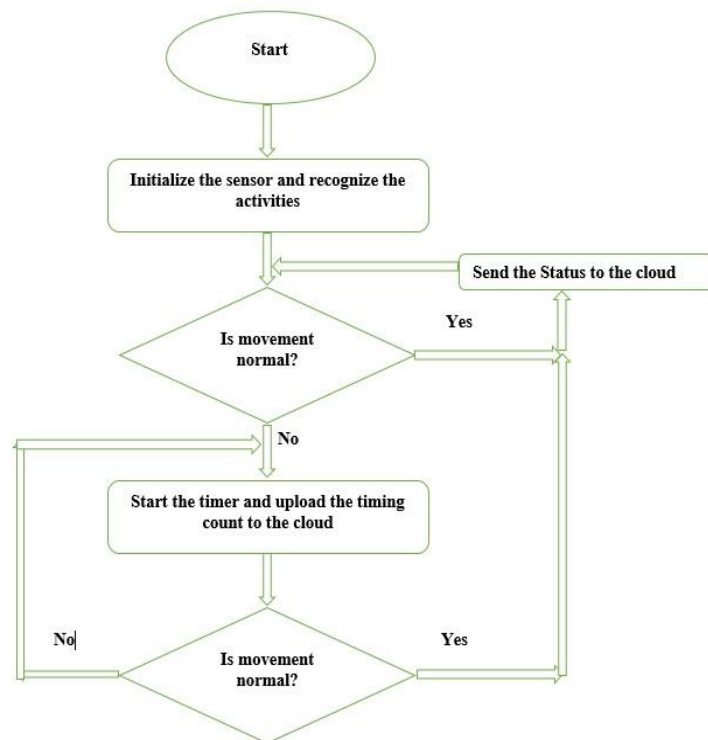 Start
Initialize the sensor and recognize the
activities
Send the Status to the cloud
Is movement
normal?
Yes
No
Start the timer and upload the timing
count to the cloud
Is movement
normal?
No
Yes